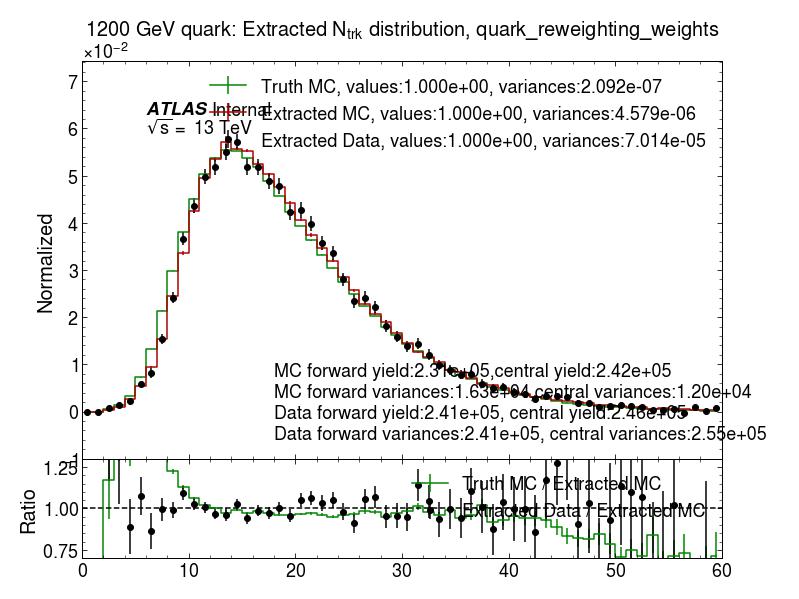 1200 GeV quark: Extracted Ntrk distribution, quark_reweighting_weights
×10−2
Truth MC, values:1.000e+00, variances:2.092e-07
ATLAS Internal
Extracted MC, values:1.000e+00, variances:4.579e-06
√s = 13 TeV
Extracted Data, values:1.000e+00, variances:7.014e-05
7
6
5
4
3
2
1
0
1
Normalized
MC forward yield:2.31e+05,central yield:2.42e+05
MC forward variances:1.63e+04,central variances:1.20e+04
Data forward yield:2.41e+05, central yield:2.46e+05
Data forward variances:2.41e+05, central variances:2.55e+05
1.25
1.00
0.75
Ratio
Truth MC / Extracted MC
Extracted Data / Extracted MC
0 10 20 30 40 50 60